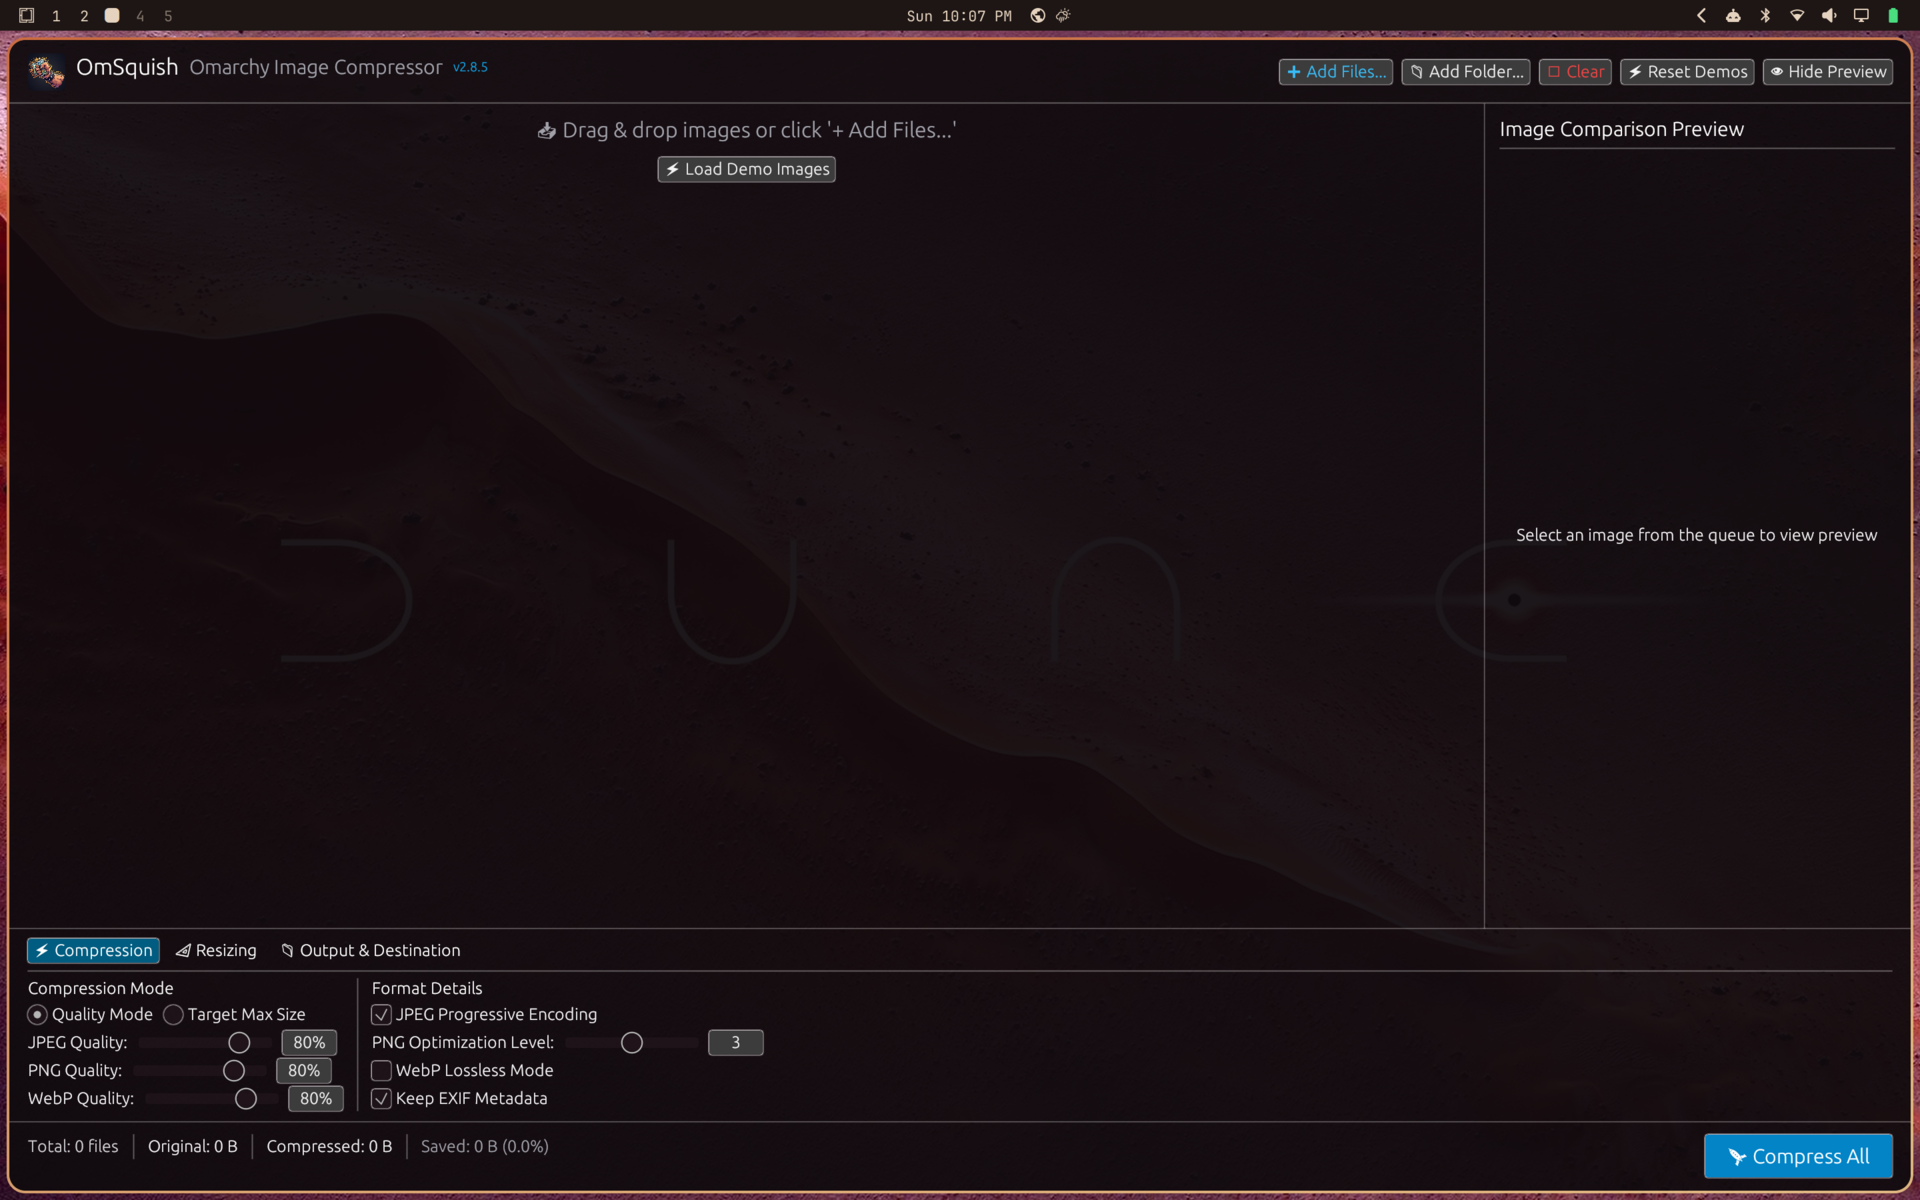 1 2 4 5
Sun 10:07 PM
OmSquish Omarchy Image Compressor v2.8.5
+ Add Files... Add Folder... Clear Reset Demos Hide Preview
Drag & drop images or click '+ Add Files...'
Load Demo Images
Image Comparison Preview
Select an image from the queue to view preview
DUNE
Compression Resizing Output & Destination
Compression Mode
Quality Mode Target Max Size
JPEG Quality: 80%
PNG Quality: 80%
WebP Quality: 80%
Format Details
JPEG Progressive Encoding
PNG Optimization Level: 3
WebP Lossless Mode
Keep EXIF Metadata
Total: 0 files Original: 0 B Compressed: 0 B Saved: 0 B (0.0%)
Compress All